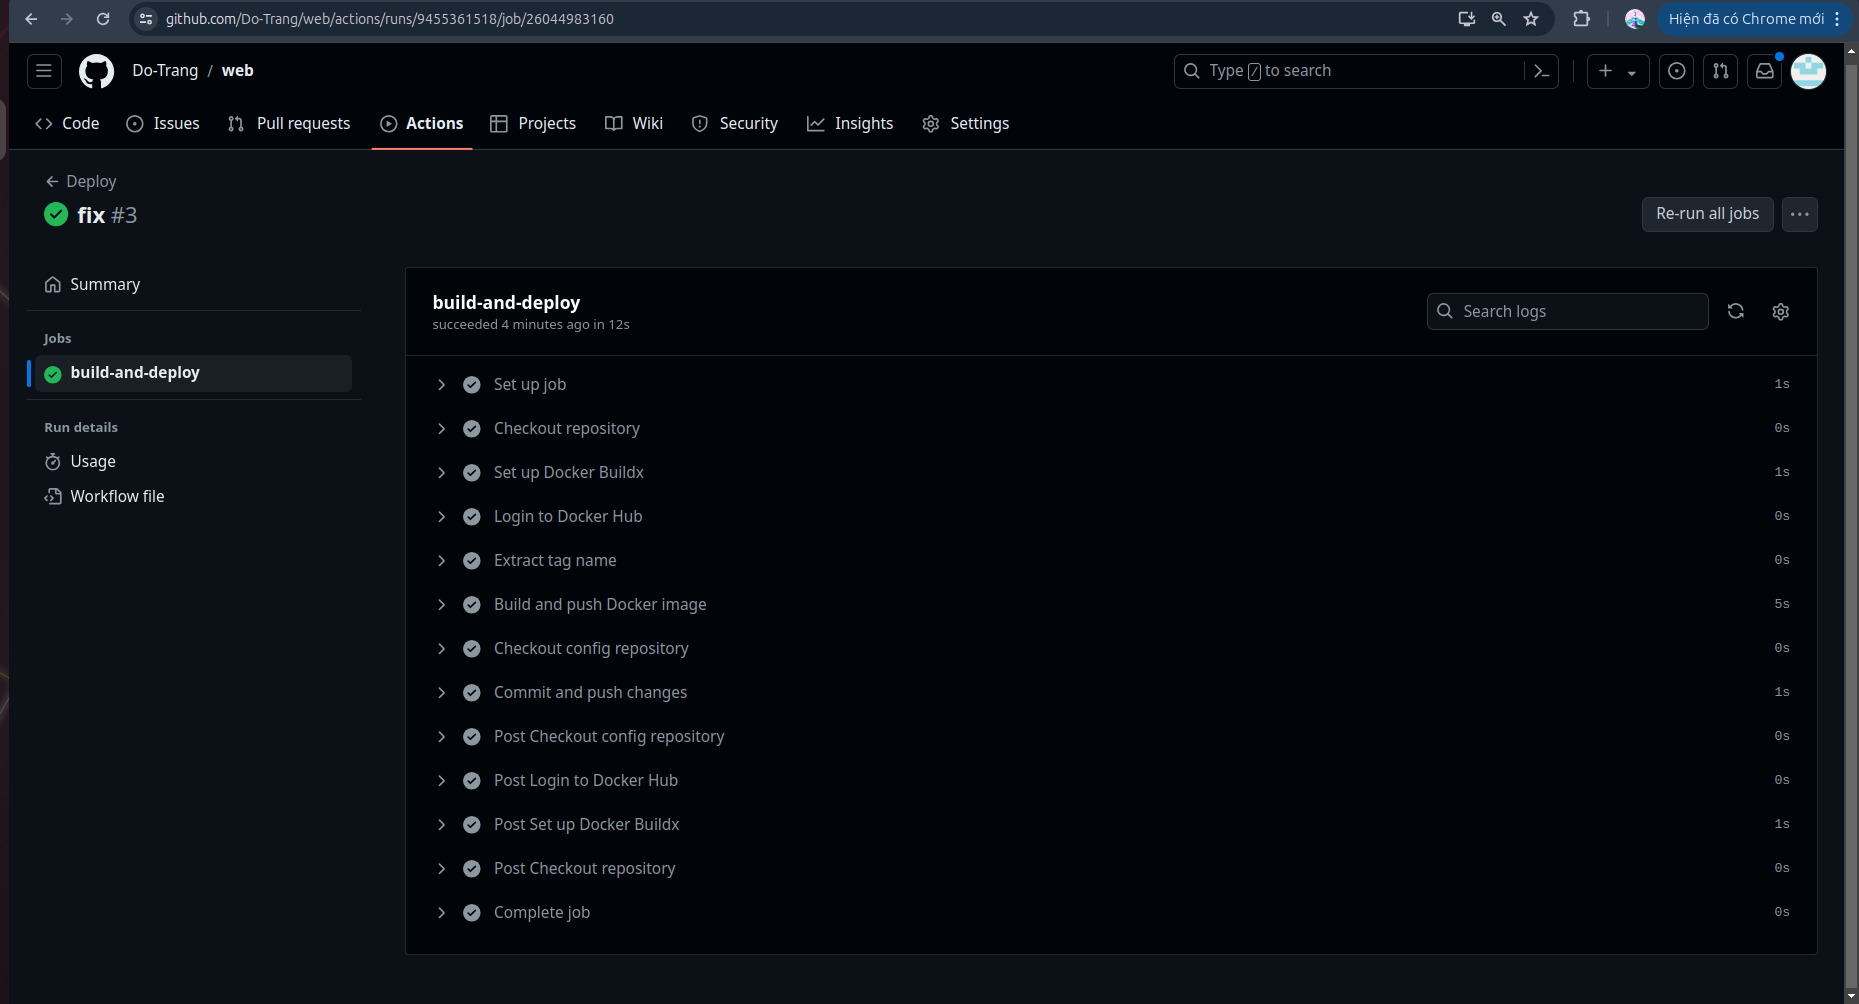 github.com/Do-Trang/web/actions/runs/9455361518/job/26044983160
Hiện đã có Chrome mới
Do-Trang / web
Type / to search
Code Issues Pull requests Actions Projects Wiki Security Insights Settings
Deploy
fix #3
Re-run all jobs
Summary
Jobs
build-and-deploy
Run details
Usage
Workflow file
build-and-deploy
succeeded 4 minutes ago in 12s
Search logs
Set up job 1s
Checkout repository 0s
Set up Docker Buildx 1s
Login to Docker Hub 0s
Extract tag name 0s
Build and push Docker image 5s
Checkout config repository 0s
Commit and push changes 1s
Post Checkout config repository 0s
Post Login to Docker Hub 0s
Post Set up Docker Buildx 1s
Post Checkout repository 0s
Complete job 0s